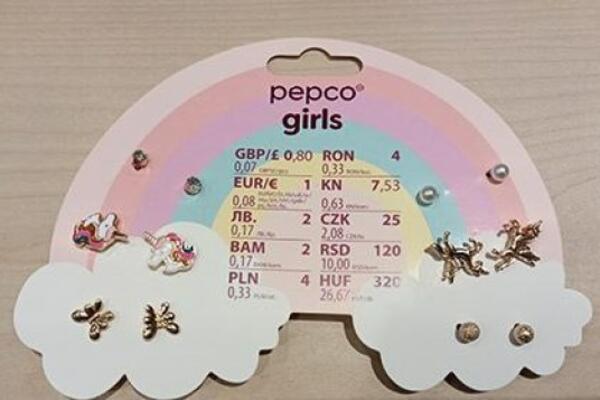 pepco®
girls
GBP/£ 0,80 RON 4
0,07 0,33
EUR/€ 1 KN 7,53
0,08 0,63
ЛВ. 2 CZK 25
0,17 2,08
BAM 2 RSD 120
0,17 10,00
PLN 4 HUF 320
0,33 26,67